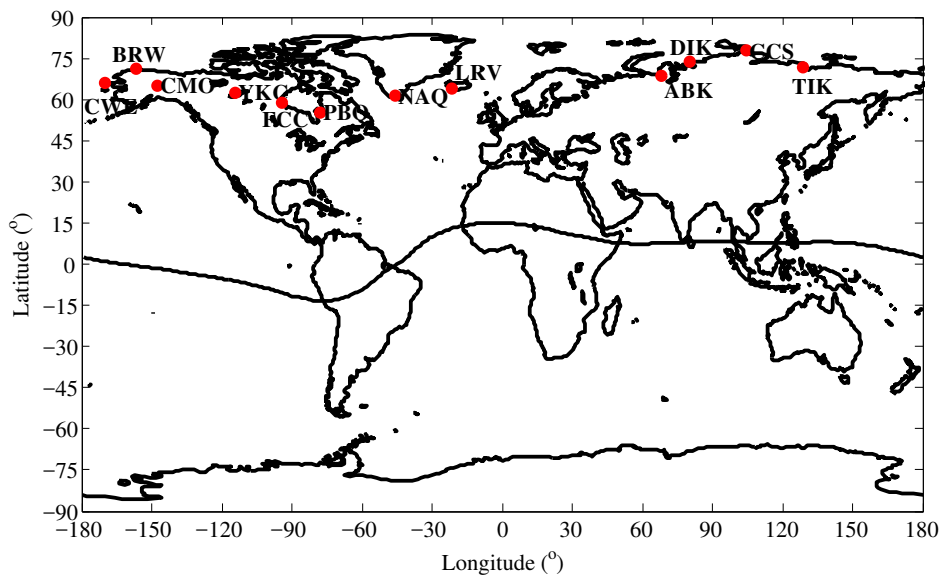 90
75
60
45
30
15
0
−15
−30
−45
−60
−75
−90
Latitude (°)
BRW
CMO
CWE
YKC
FCC
PBQ
NAQ
LRV
DIK
ABK
CCS
TIK
−180 −150 −120 −90 −60 −30 0 30 60 90 120 150 180
Longitude (°)